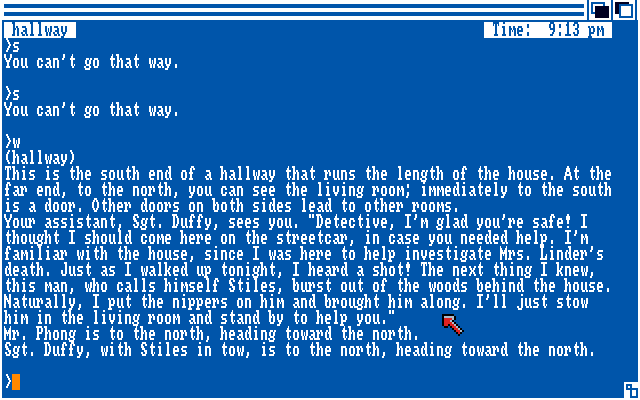 hallway Time: 9:13 pm
>s
You can't go that way.
>s
You can't go that way.
>w
(hallway)
This is the south end of a hallway that runs the length of the house. At the
far end, to the north, you can see the living room; immediately to the south
is a door. Other doors on both sides lead to other rooms.
Your assistant, Sgt. Duffy, sees you. "Detective, I'm glad you're safe! I
thought I should come here on the streetcar, in case you needed help. I'm
familiar with the house, since I was here to help investigate Mrs. Linder's
death. Just as I walked up tonight, I heard a shot! The next thing I knew,
this man, who calls himself Stiles, burst out of the woods behind the house.
Naturally, I put the nippers on him and brought him along. I'll just stow
him in the living room and stand by to help you."
Mr. Phong is to the north, heading toward the north.
Sgt. Duffy, with Stiles in tow, is to the north, heading toward the north.
>